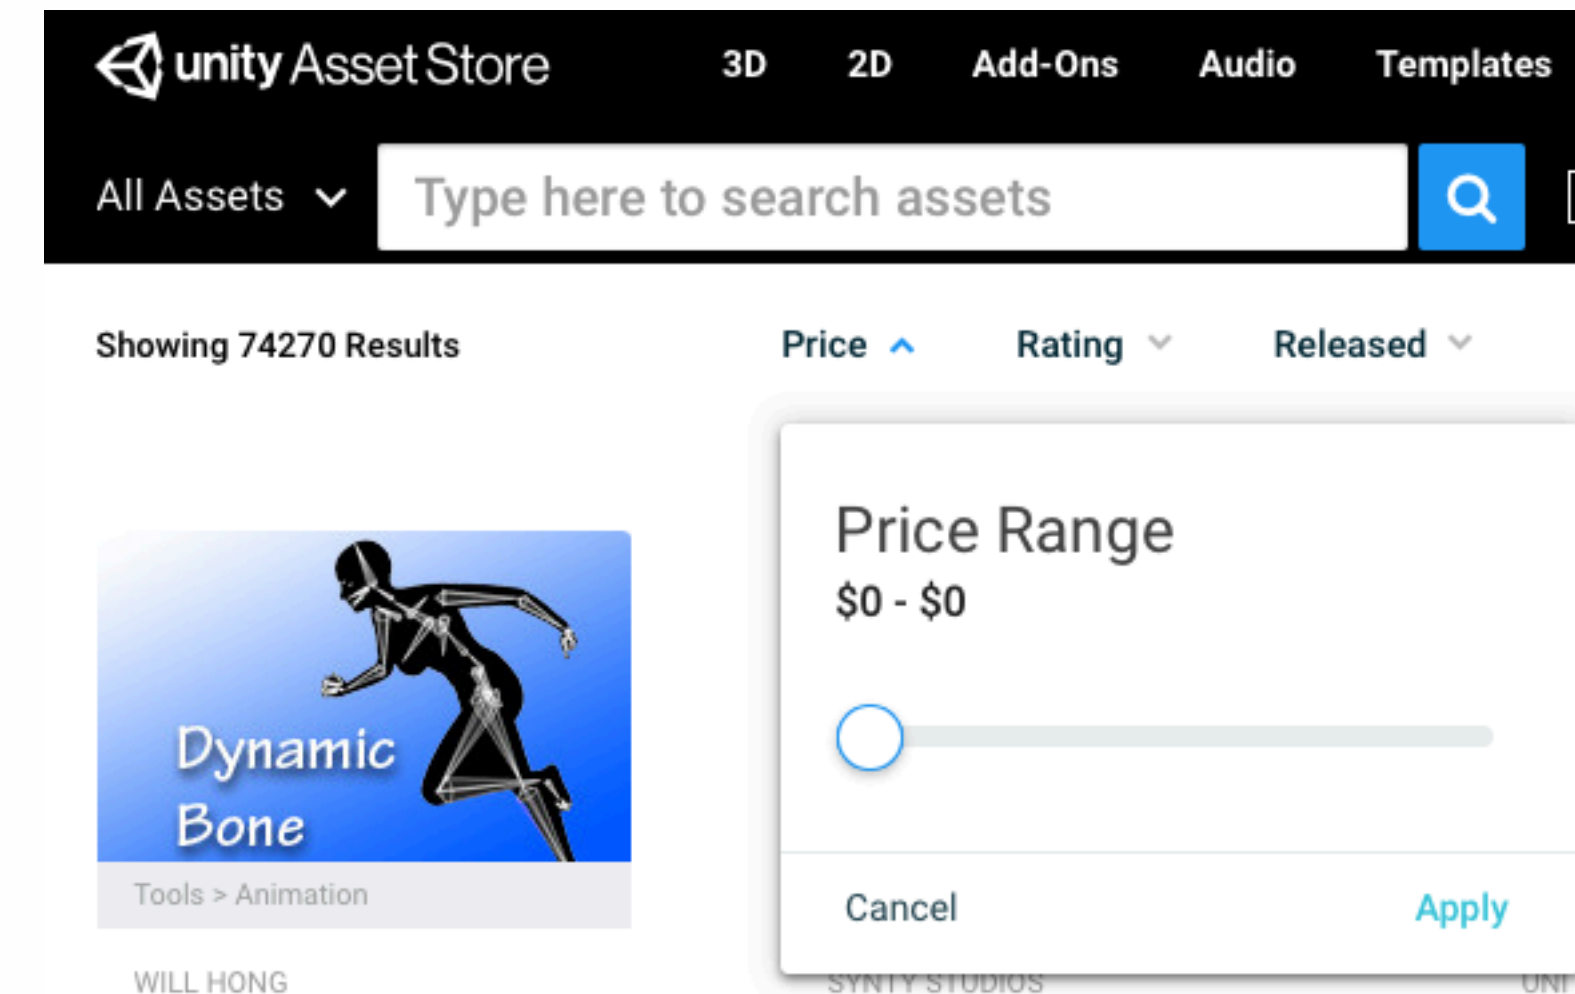 unity Asset Store 3D 2D Add-Ons Audio Templates
All Assets Type here to search assets
Showing 74270 Results Price Rating Released
Price Range
$0 - $0
Dynamic
Bone
Tools > Animation
Cancel Apply
WILL HONG SYNTY STUDIOS